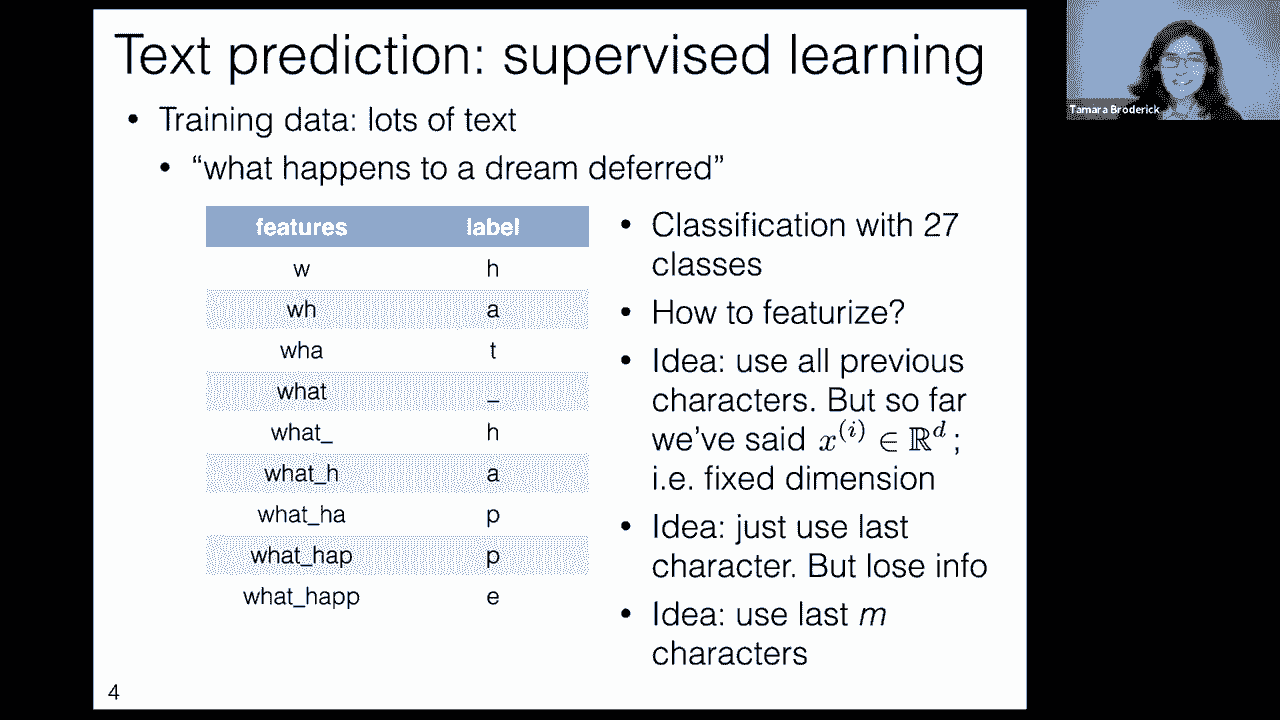 Text prediction: supervised learning
Tamara Broderick
• Training data: lots of text
• “what happens to a dream deferred”
features label
w h
wh a
wha t
what _
what_ h
what_h a
what_ha p
what_hap p
what_happ e
• Classification with 27
classes
• How to featurize?
• Idea: use all previous
characters. But so far
we’ve said x^(i) ∈ ℝ^d ;
i.e. fixed dimension
• Idea: just use last
character. But lose info
• Idea: use last m
characters
4